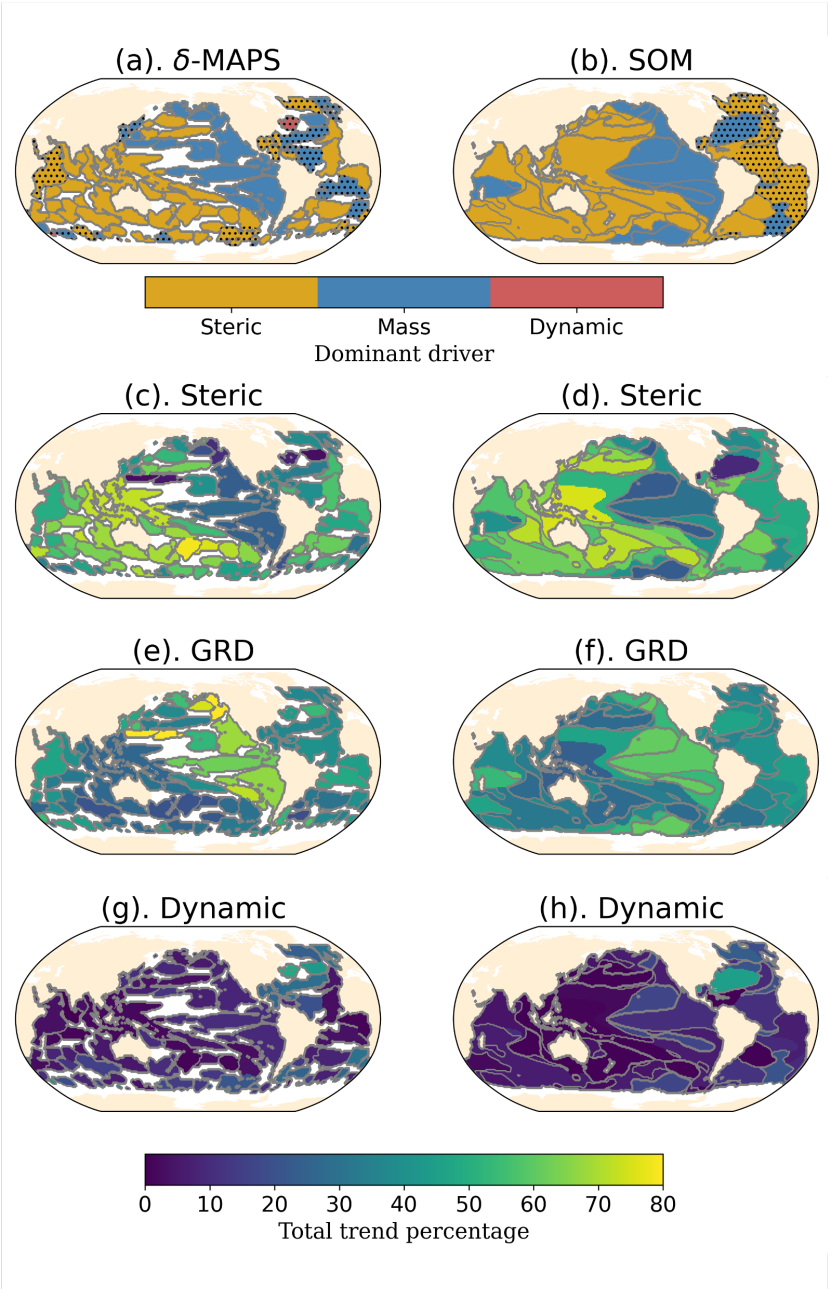 (a). δ-MAPS
(b). SOM
Steric
Mass
Dynamic
Dominant driver
(c). Steric
(d). Steric
(e). GRD
(f). GRD
(g). Dynamic
(h). Dynamic
0 10 20 30 40 50 60 70 80
Total trend percentage